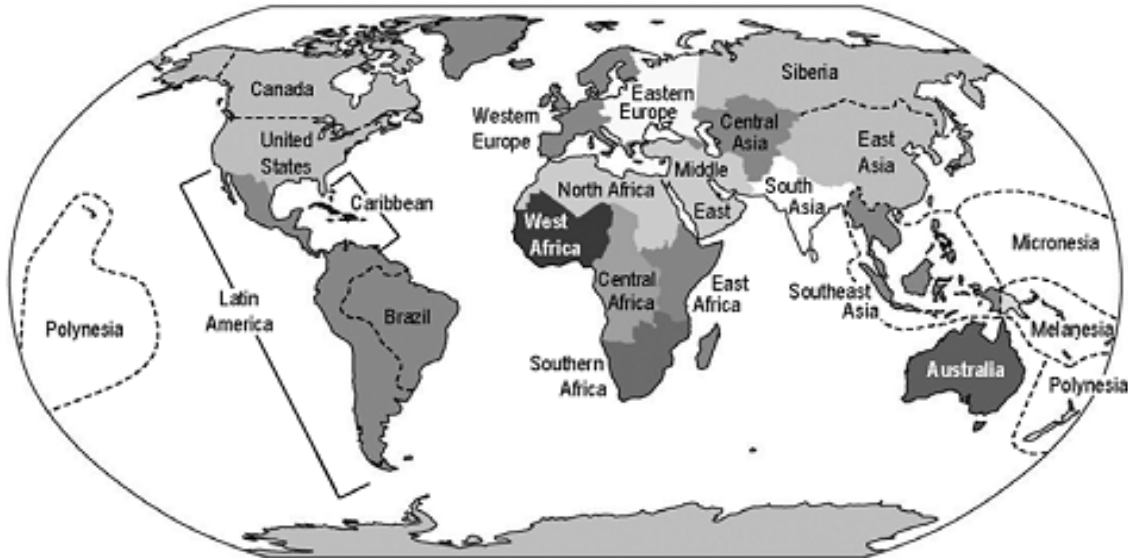 Canada
United
States
Caribbean
Latin
America
Brazil
Polynesia
Western
Europe
Eastern
Europe
Siberia
Central
Asia
East
Asia
Middle
East
South
Asia
North Africa
West
Africa
Central
Africa
East
Africa
Southern
Africa
Southeast
Asia
Micronesia
Melanesia
Australia
Polynesia